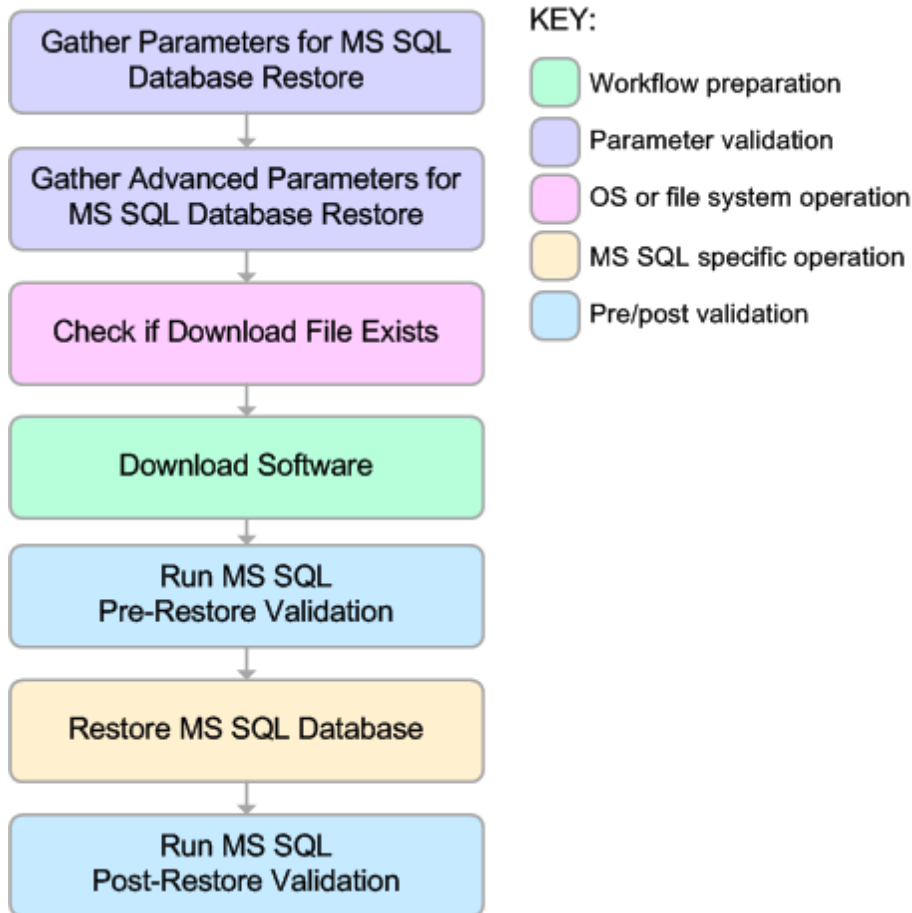 Gather Parameters for MS SQL
Database Restore
Gather Advanced Parameters for
MS SQL Database Restore
Check if Download File Exists
Download Software
Run MS SQL
Pre-Restore Validation
Restore MS SQL Database
Run MS SQL
Post-Restore Validation
KEY:
Workflow preparation
Parameter validation
OS or file system operation
MS SQL specific operation
Pre/post validation